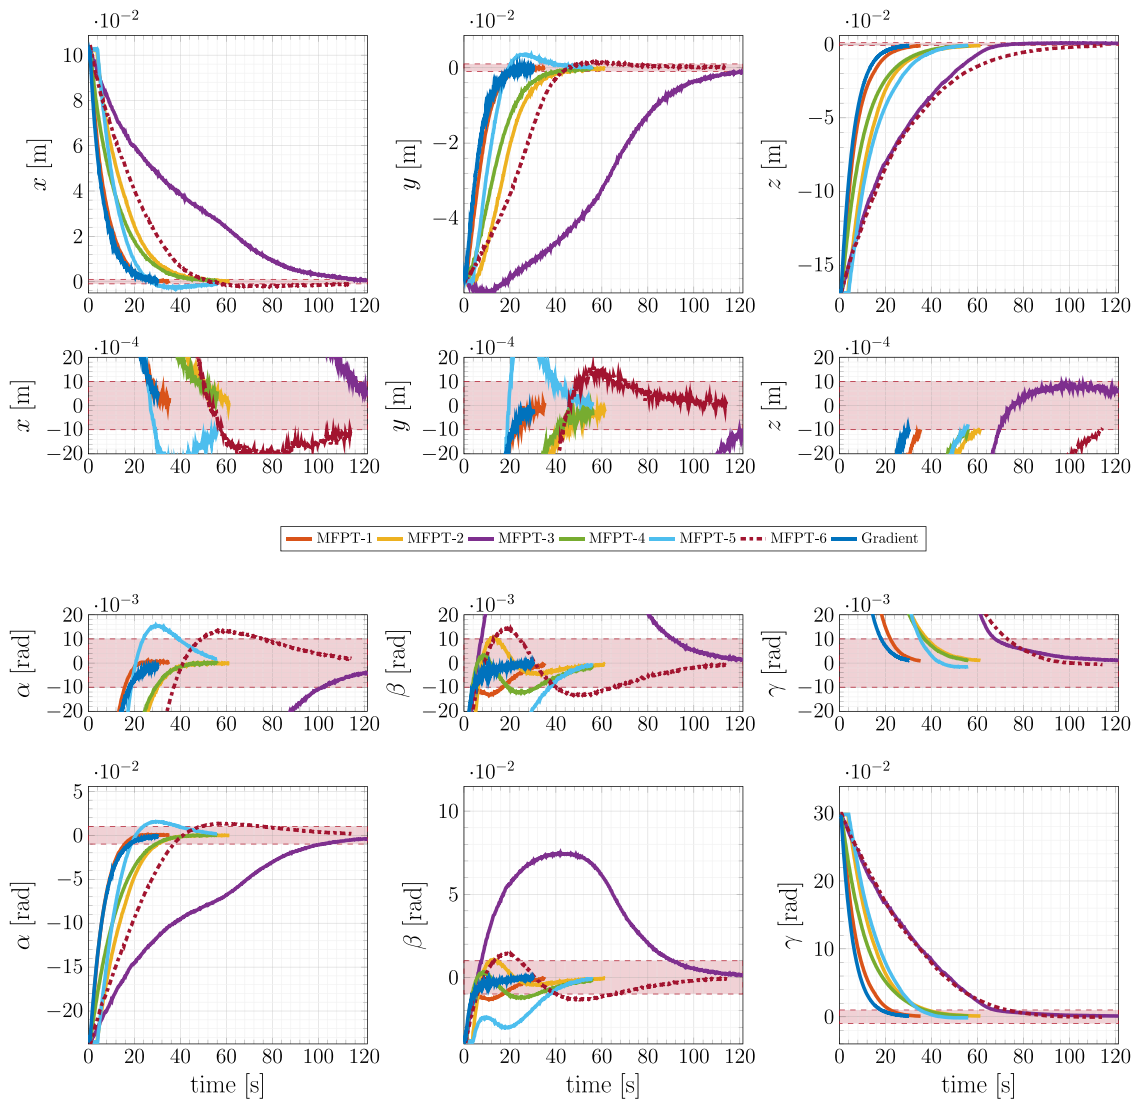 ·10⁻² ·10⁻² ·10⁻²
x [m] 10 8 6 4 2 0
y [m] 0 −2 −4
z [m] 0 −5 −10 −15
0 20 40 60 80 100 120 0 20 40 60 80 100 120 0 20 40 60 80 100 120
·10⁻⁴ ·10⁻⁴ ·10⁻⁴
x [m] 20 10 0 −10 −20
y [m] 20 10 0 −10 −20
z [m] 20 10 0 −10 −20
0 20 40 60 80 100 120 0 20 40 60 80 100 120 0 20 40 60 80 100 120
MFPT-1 MFPT-2 MFPT-3 MFPT-4 MFPT-5 MFPT-6 Gradient
·10⁻³ ·10⁻³ ·10⁻³
α [rad] 20 10 0 −10 −20
β [rad] 20 10 0 −10 −20
γ [rad] 20 10 0 −10 −20
0 20 40 60 80 100 120 0 20 40 60 80 100 120 0 20 40 60 80 100 120
·10⁻² ·10⁻² ·10⁻²
α [rad] 5 0 −5 −10 −15 −20
β [rad] 10 5 0
γ [rad] 30 20 10 0
0 20 40 60 80 100 120 0 20 40 60 80 100 120 0 20 40 60 80 100 120
time [s] time [s] time [s]